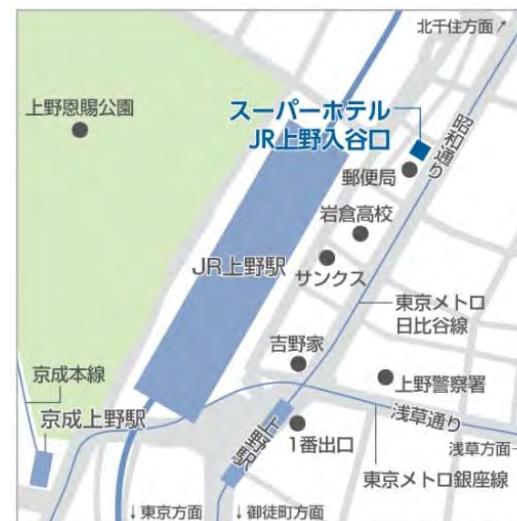 北千住方面↗
上野恩賜公園
スーパーホテル
JR上野入谷口
昭和通り
郵便局
岩倉高校
JR上野駅
サンクス
東京メトロ
日比谷線
吉野家
京成本線
上野警察署
京成上野駅
浅草通り
上野駅
1番出口
浅草方面→
東京メトロ銀座線
↓東京方面
↓御徒町方面